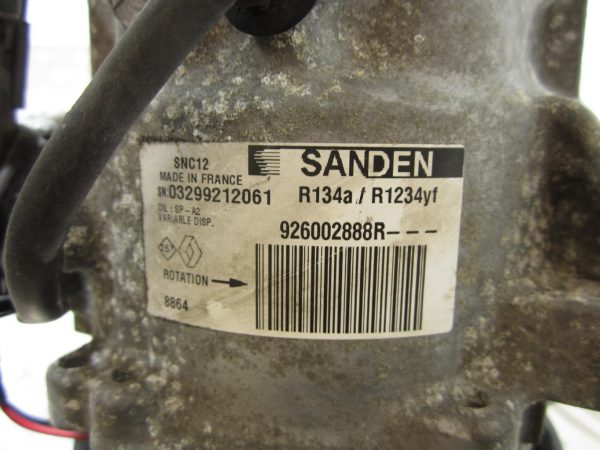 SNC12
SANDEN
MADE IN FRANCE
SN:03299212061
R134a / R1234yf
OIL: SP-A2
VARIABLE DISP.
926002888R---
ROTATION
8864